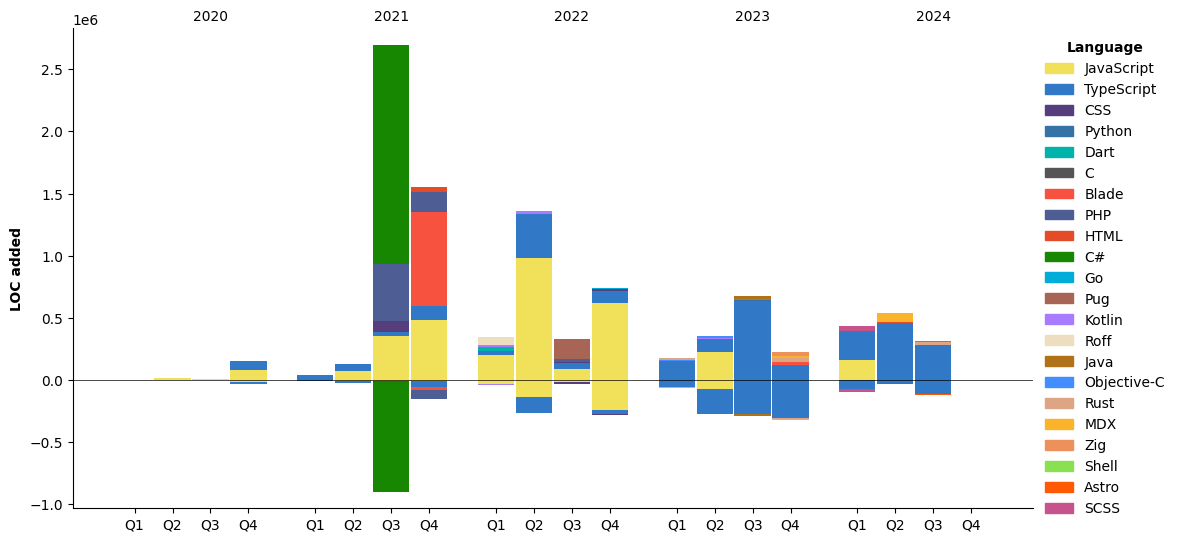 1e6
2020 2021 2022 2023 2024
Language
JavaScript
TypeScript
CSS
Python
Dart
C
Blade
PHP
HTML
C#
Go
Pug
Kotlin
Roff
Java
Objective-C
Rust
MDX
Zig
Shell
Astro
SCSS
LOC added
2.5
2.0
1.5
1.0
0.5
0.0
−0.5
−1.0
Q1 Q2 Q3 Q4 Q1 Q2 Q3 Q4 Q1 Q2 Q3 Q4 Q1 Q2 Q3 Q4 Q1 Q2 Q3 Q4